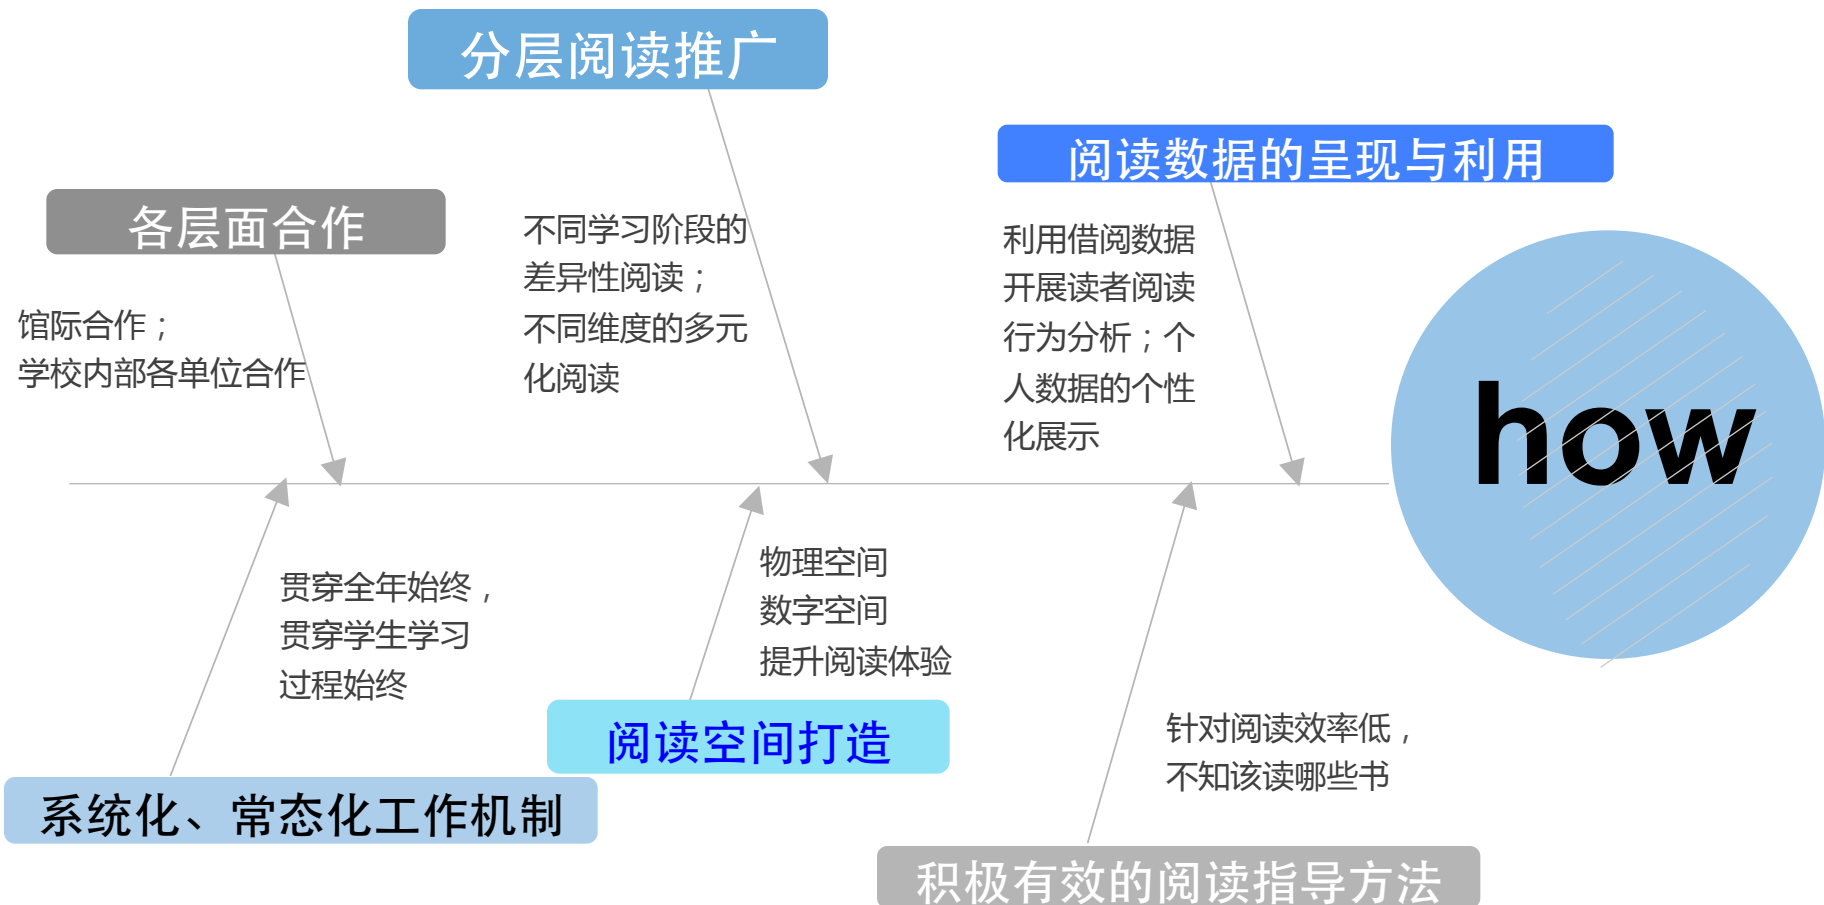 分层阅读推广
阅读数据的呈现与利用
各层面合作
不同学习阶段的
差异性阅读；
不同维度的多元
化阅读
利用借阅数据
开展读者阅读
行为分析；个
人数据的个性
化展示
馆际合作；
学校内部各单位合作
how
贯穿全年始终，
贯穿学生学习
过程始终
物理空间
数字空间
提升阅读体验
阅读空间打造
针对阅读效率低，
不知该读哪些书
系统化、常态化工作机制
积极有效的阅读指导方法